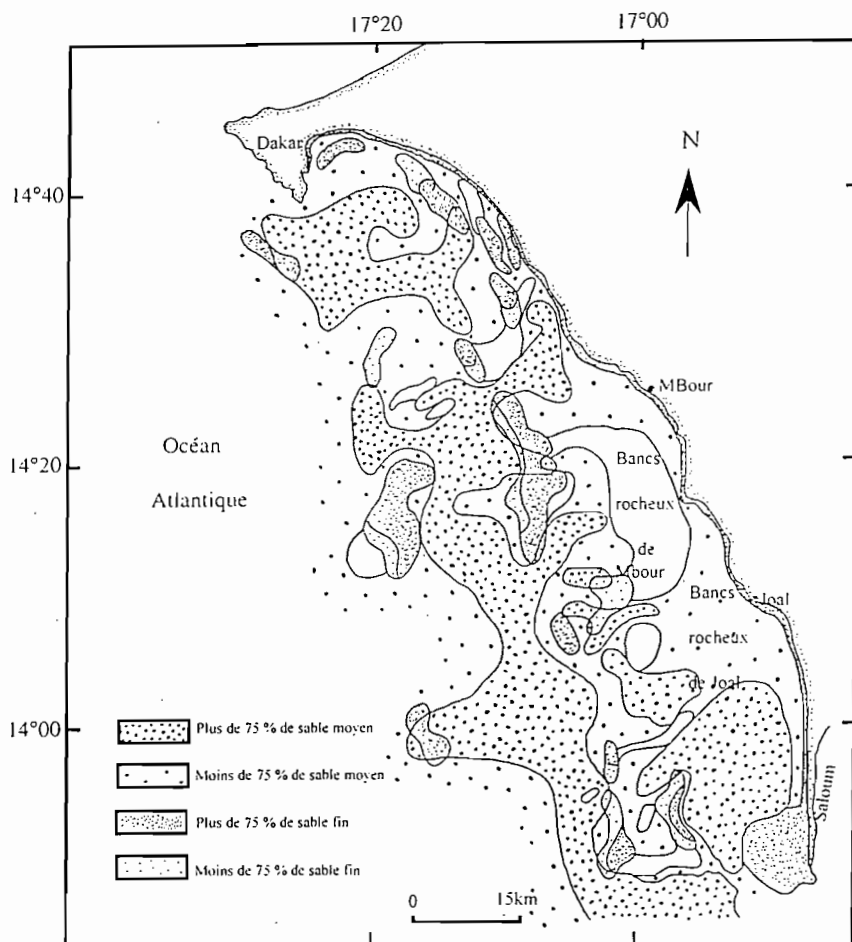 17°20
17°00
Dakar
N
14°40
MBour
Océan
Atlantique
14°20
Bancs
rocheux
de
Mbour
Bancs
rocheux
de Joal
Joal
14°00
Saloum
Plus de 75 % de sable moyen
Moins de 75 % de sable moyen
Plus de 75 % de sable fin
Moins de 75 % de sable fin
0
15km